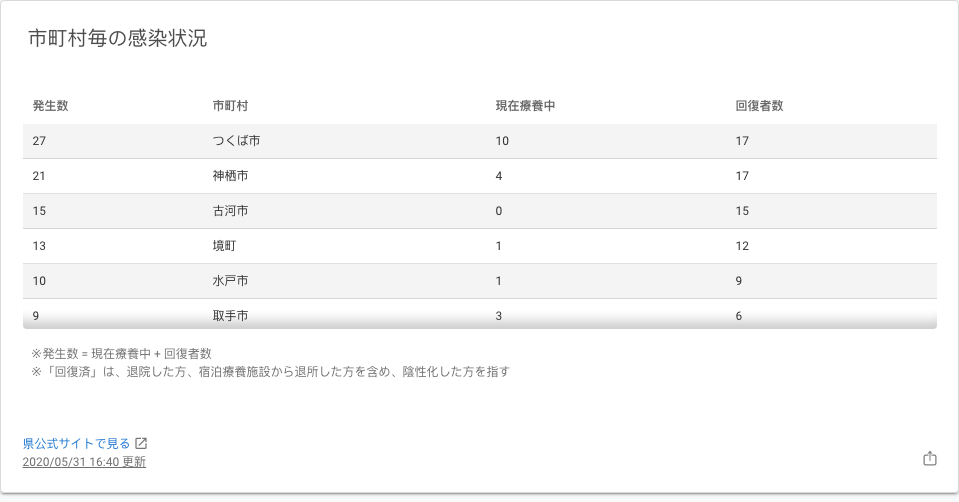 市町村毎の感染状況
発生数 市町村 現在療養中 回復者数
27 つくば市 10 17
21 神栖市 4 17
15 古河市 0 15
13 境町 1 12
10 水戸市 1 9
9 取手市 3 6
※発生数 = 現在療養中 + 回復者数
※「回復済」は、退院した方、宿泊療養施設から退所した方を含め、陰性化した方を指す
県公式サイトで見る
2020/05/31 16:40 更新